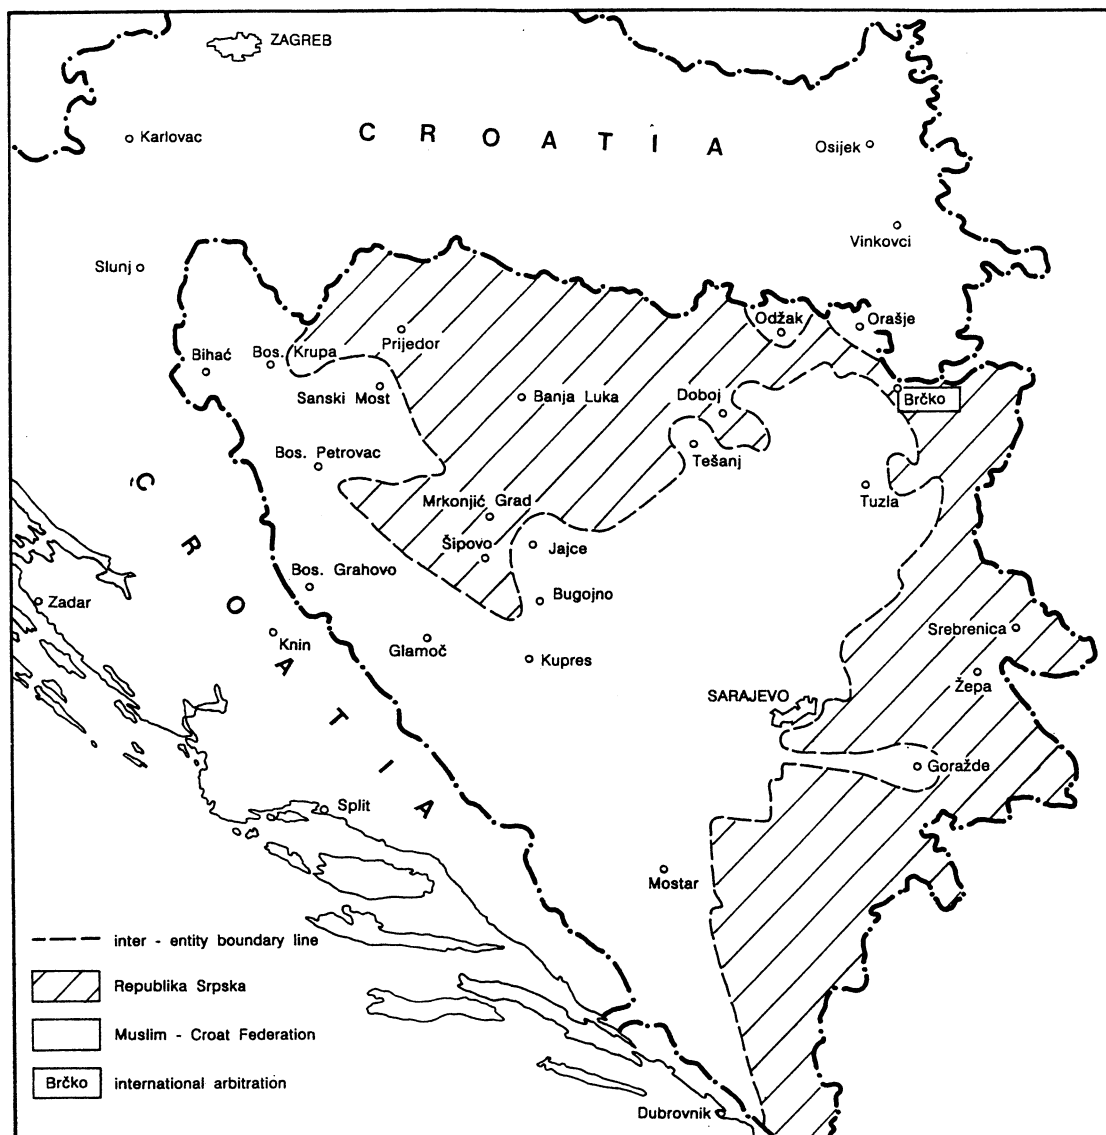 ZAGREB
Karlovac
C R O A T I A
Osijek
Vinkovci
Slunj
Odžak
Orašje
Prijedor
Bihać
Bos. Krupa
Sanski Most
Banja Luka
Doboj
Brčko
Tešanj
Bos. Petrovac
Tuzla
Mrkonjić Grad
Šipovo
Jajce
C R O A T I A
Bos. Grahovo
Bugojno
Zadar
Knin
Glamoč
Kupres
Srebrenica
Žepa
SARAJEVO
Goražde
Split
Mostar
inter - entity boundary line
Republika Srpska
Muslim - Croat Federation
Brčko international arbitration
Dubrovnik